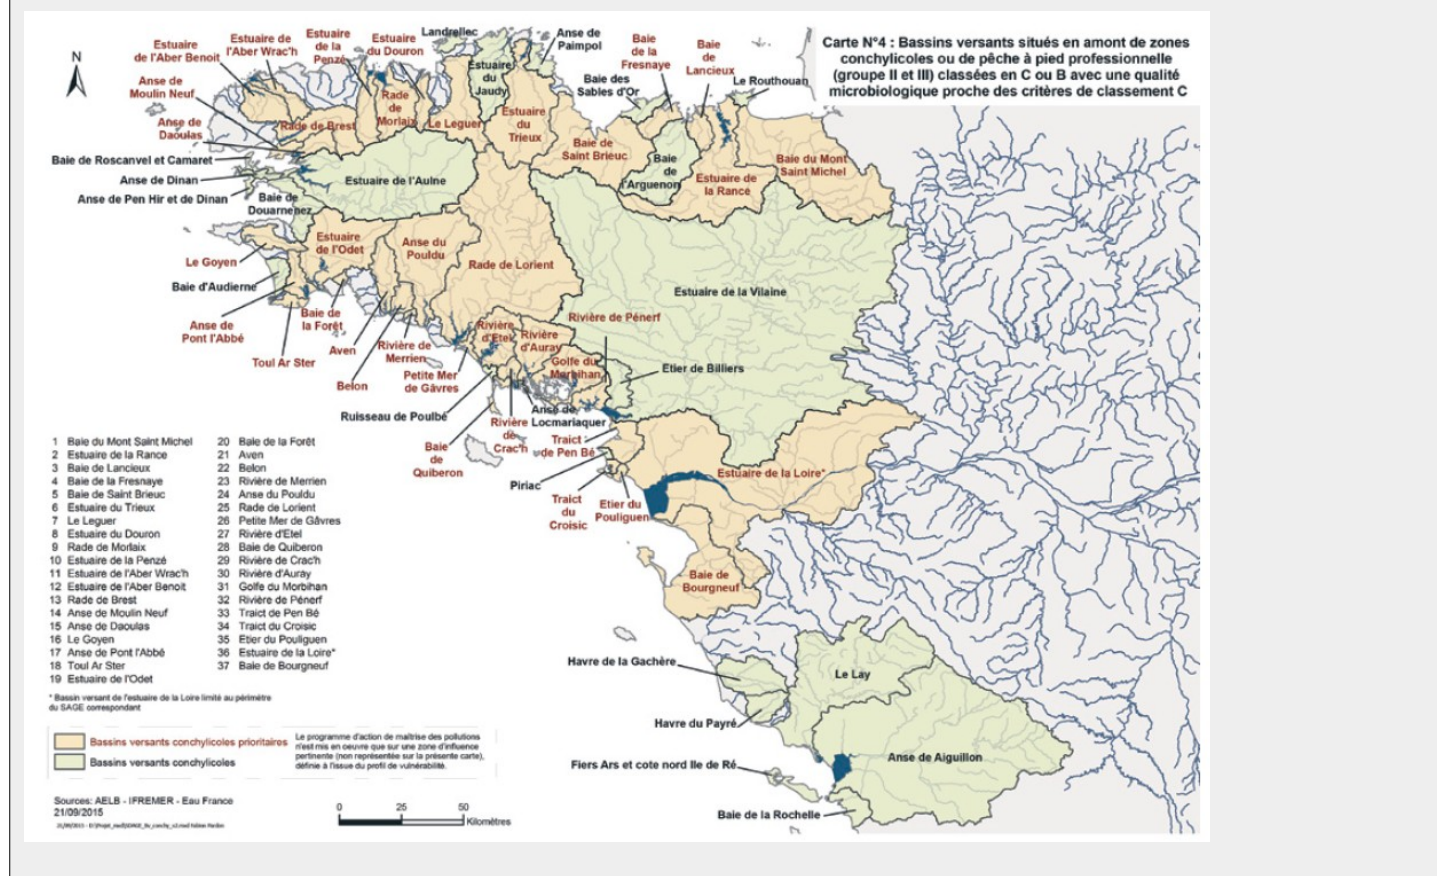 Carte N°4 : Bassins versants situés en amont de zones
conchylicoles ou de pêche à pied professionnelle
(groupe II et III) classées en C ou B avec une qualité
microbiologique proche des critères de classement C
N
Estuaire
de l'Aber Benoit
Estuaire de
l'Aber Wrac'h
Estuaire
de la
Penzé
Estuaire
du Douron
Landrellec
Anse de
Paimpol
Baie
de la
Fresnaye
Baie
de
Lancieux
Le Routhouan
Anse de
Moulin Neuf
Estuaire
du
Jaudy
Baie des
Sables d'Or
Rade
de
Morlaix
Anse de
Daoulas
Rade de Brest
Le Leguer
Estuaire
du
Trieux
Baie de
Saint Brieuc
Baie
de
l'Arguenon
Estuaire de
la Rance
Baie du Mont
Saint Michel
Baie de Roscanvel et Camaret
Anse de Dinan
Anse de Pen Hir et de Dinan
Estuaire de l'Aulne
Baie de
Douarnenez
Estuaire
de l'Odet
Anse du
Pouldu
Rade de Lorient
Le Goyen
Baie d'Audierne
Estuaire de la Vilaine
Anse de
Pont l'Abbé
Baie de
la Forêt
Toul Ar Ster
Aven
Belon
Rivière de
Merrien
Petite Mer
de Gâvres
Rivière
d'Etel
Rivière
d'Auray
Rivière de Pénerf
Golfe du
Morbihan
Etier de Billiers
Ruisseau de Poulbé
Anse de
Locmariaquer
Baie
de
Quiberon
Rivière
de
Crac'h
Traict
de Pen Bé
Piriac
Traict
du
Croisic
Etier du
Pouliguen
Estuaire de la Loire*
Baie de
Bourgneuf
Havre de la Gachère
Le Lay
Havre du Payré
Fiers Ars et cote nord Ile de Ré
Anse de Aiguillon
Baie de la Rochelle
1 Baie du Mont Saint Michel
2 Estuaire de la Rance
3 Baie de Lancieux
4 Baie de la Fresnaye
5 Baie de Saint Brieuc
6 Estuaire du Trieux
7 Le Leguer
8 Estuaire du Douron
9 Rade de Morlaix
10 Estuaire de la Penzé
11 Estuaire de l'Aber Wrac'h
12 Estuaire de l'Aber Benoit
13 Rade de Brest
14 Anse de Moulin Neuf
15 Anse de Daoulas
16 Le Goyen
17 Anse de Pont l'Abbé
18 Toul Ar Ster
19 Estuaire de l'Odet
20 Baie de la Forêt
21 Aven
22 Belon
23 Rivière de Merrien
24 Anse du Pouldu
25 Rade de Lorient
26 Petite Mer de Gâvres
27 Rivière d'Etel
28 Baie de Quiberon
29 Rivière de Crac'h
30 Rivière d'Auray
31 Golfe du Morbihan
32 Rivière de Pénerf
33 Traict de Pen Bé
34 Traict du Croisic
35 Etier du Pouliguen
36 Estuaire de la Loire*
37 Baie de Bourgneuf
* Bassin versant de l'estuaire de la Loire limité au périmètre
du SAGE correspondant
Bassins versants conchylicoles prioritaires
Bassins versants conchylicoles
Le programme d'action de maîtrise des pollutions
n'est mis en oeuvre que sur une zone d'influence
pertinente (non représentée sur la présente carte),
définie à l'issue du profil de vulnérabilité.
Sources: AELB - IFREMER - Eau France
21/09/2015
0 25 50
Kilomètres